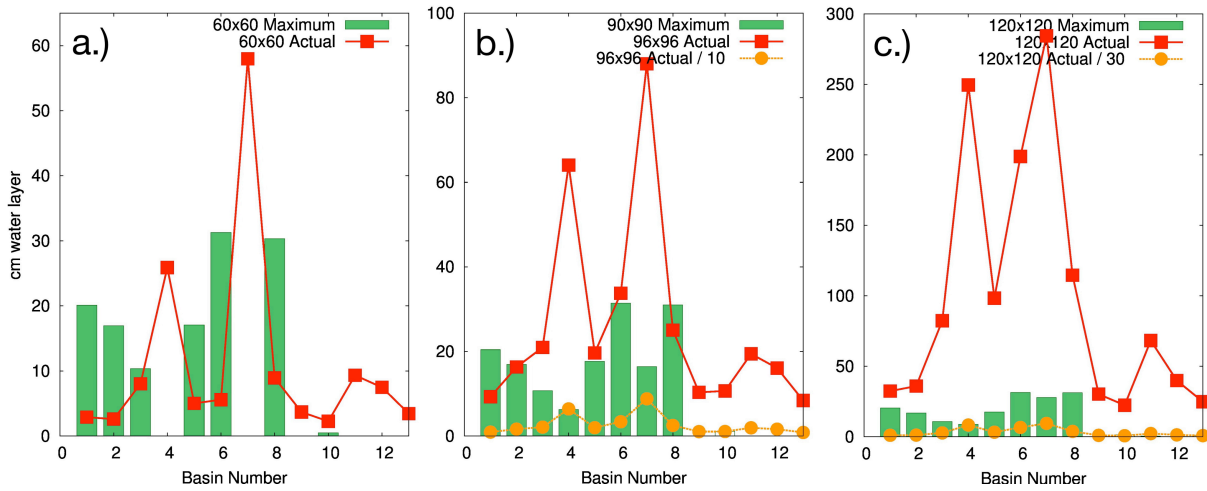 a.)
60x60 Maximum
60x60 Actual
cm water layer
60
50
40
30
20
10
0
2
4
6
8
10
12
Basin Number
b.)
90x90 Maximum
96x96 Actual
96x96 Actual / 10
100
80
60
40
20
0
2
4
6
8
10
12
Basin Number
c.)
120x120 Maximum
120x120 Actual
120x120 Actual / 30
300
250
200
150
100
50
0
0
2
4
6
8
10
12
Basin Number